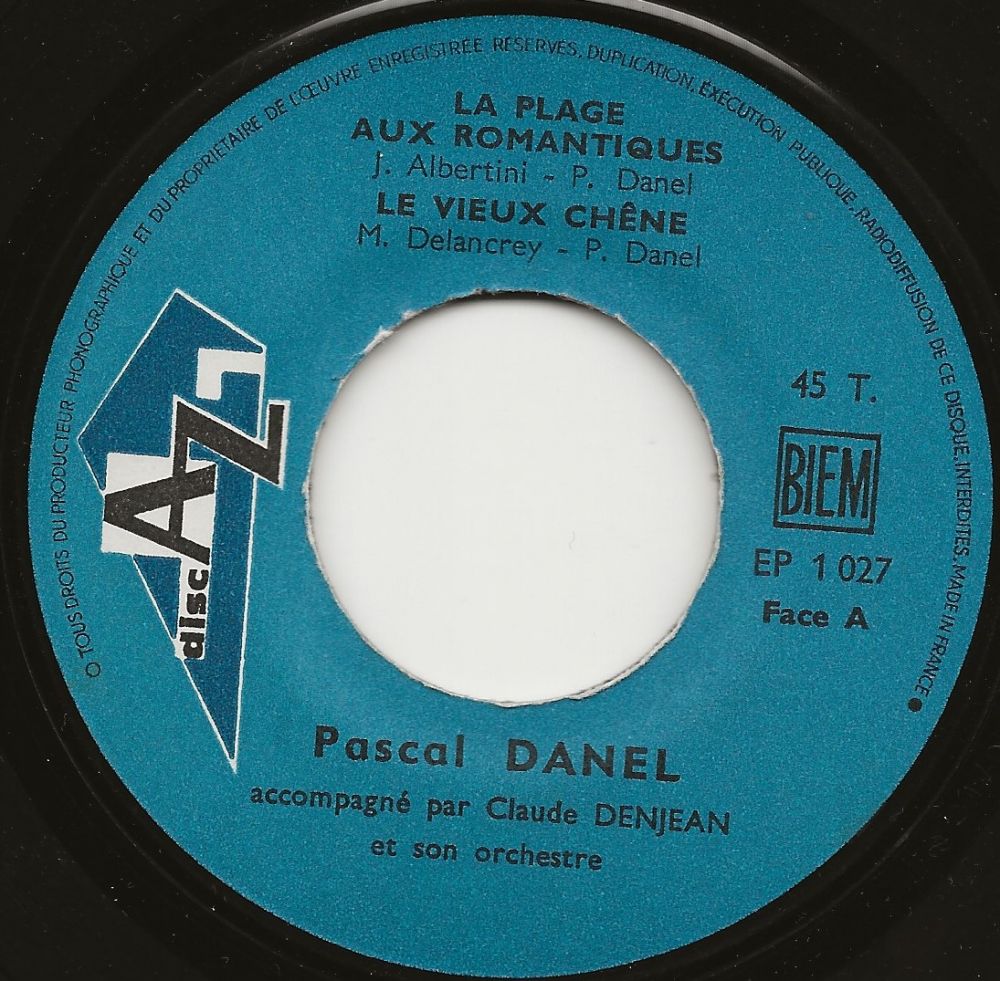 © TOUS DROITS DU PRODUCTEUR PHONOGRAPHIQUE ET DU PROPRIETAIRE DE L'ŒUVRE ENREGISTRÉE RÉSERVÉS, DUPLICATION, EXÉCUTION PUBLIQUE, RADIODIFFUSION DE CE DISQUE, INTERDITES. MADE IN FRANCE ●
LA PLAGE
AUX ROMANTIQUES
J. Albertini - P. Danel
LE VIEUX CHÊNE
M. Delancrey - P. Danel
disc AZ
45 T.
BIEM
EP 1 027
Face A
Pascal DANEL
accompagné par Claude DENJEAN
et son orchestre